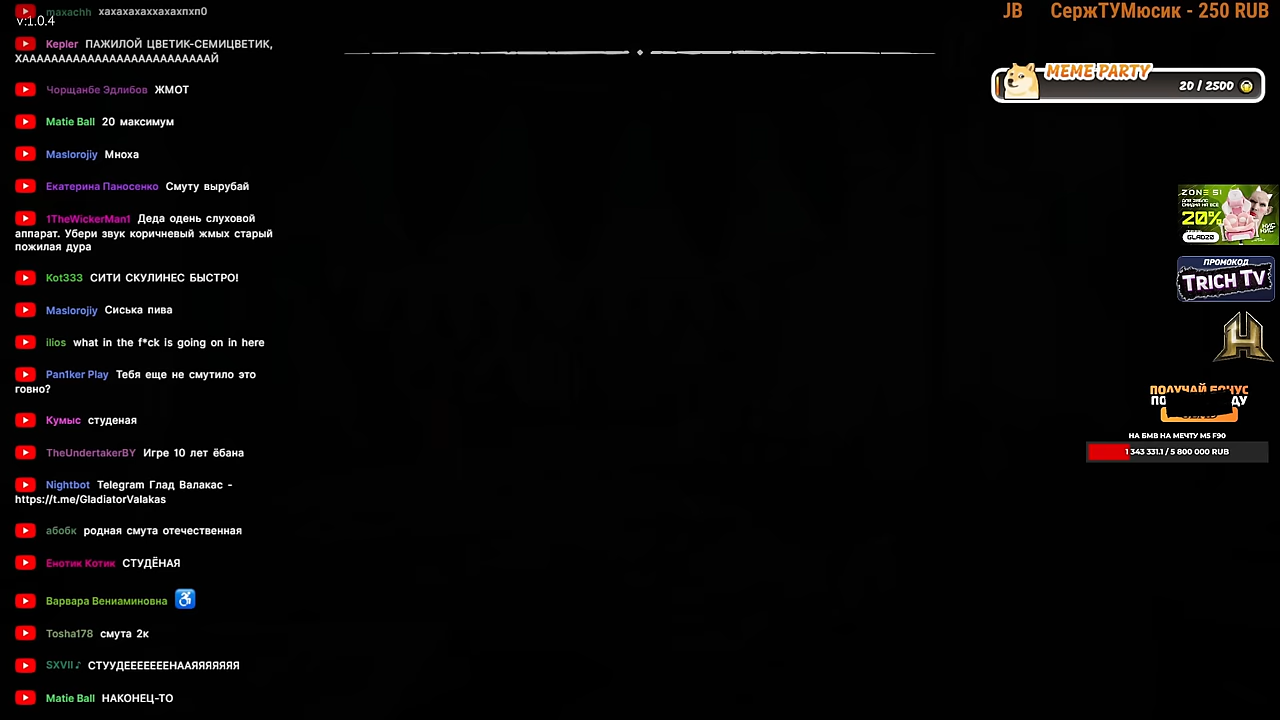 maxachh хахахахаххахахпхп0
v:1.0.4
Kepler ПАЖИЛОЙ ЦВЕТИК-СЕМИЦВЕТИК,
ХАААААААААААААААААААААААААЙ
Чорщанбе Эдлибов ЖМОТ
Matie Ball 20 максимум
Maslorojiy Мноха
Екатерина Паносенко Смуту вырубай
1TheWickerMan1 Деда одень слуховой
аппарат. Убери звук коричневый жмых старый
пожилая дура
Kot333 СИТИ СКУЛИНЕС БЫСТРО!
Maslorojiy Сиська пива
ilios what in the f*ck is going on in here
Pan1ker Play Тебя еще не смутило это
говно?
Кумыс студеная
TheUndertakerBY Игре 10 лет ёбана
Nightbot Telegram Глад Валакас -
https://t.me/GladiatorValakas
абобк родная смута отечественная
Енотик Котик СТУДЁНАЯ
Варвара Вениаминовна
Tosha178 смута 2к
SXVII♪ СТУУДЕЕЕЕЕЕЕНААЯЯЯЯЯЯЯ
Matie Ball НАКОНЕЦ-ТО
JB СержТУМюсик - 250 RUB
MEME PARTY
20 / 2500
ZONE 51
20%
GLAD20
ПРОМОКОД
TRICH TV
ПОЛУЧАЙ БОНУС
НА БМВ НА МЕЧТУ M5 F90
1 343 331.1 / 5 800 000 RUB